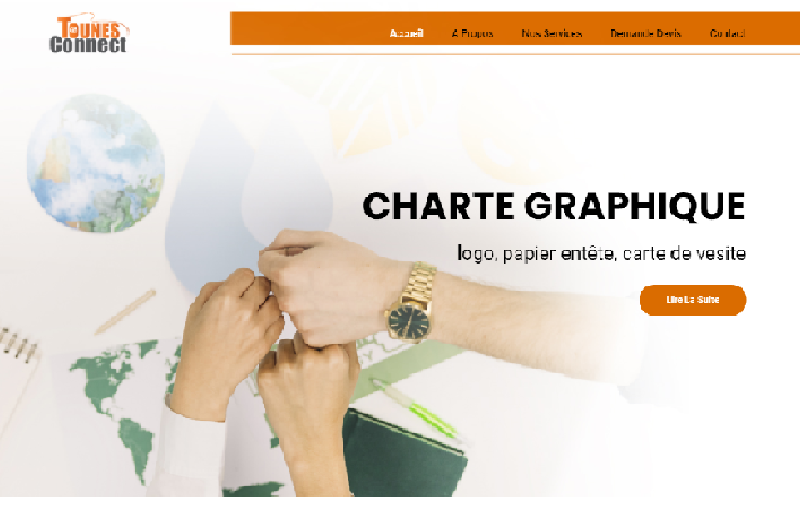 TOUNES
Connect
Accueil
A Propos
Nos Services
Demande Devis
Contact
CHARTE GRAPHIQUE
logo, papier entête, carte de vesite
Lire La Suite